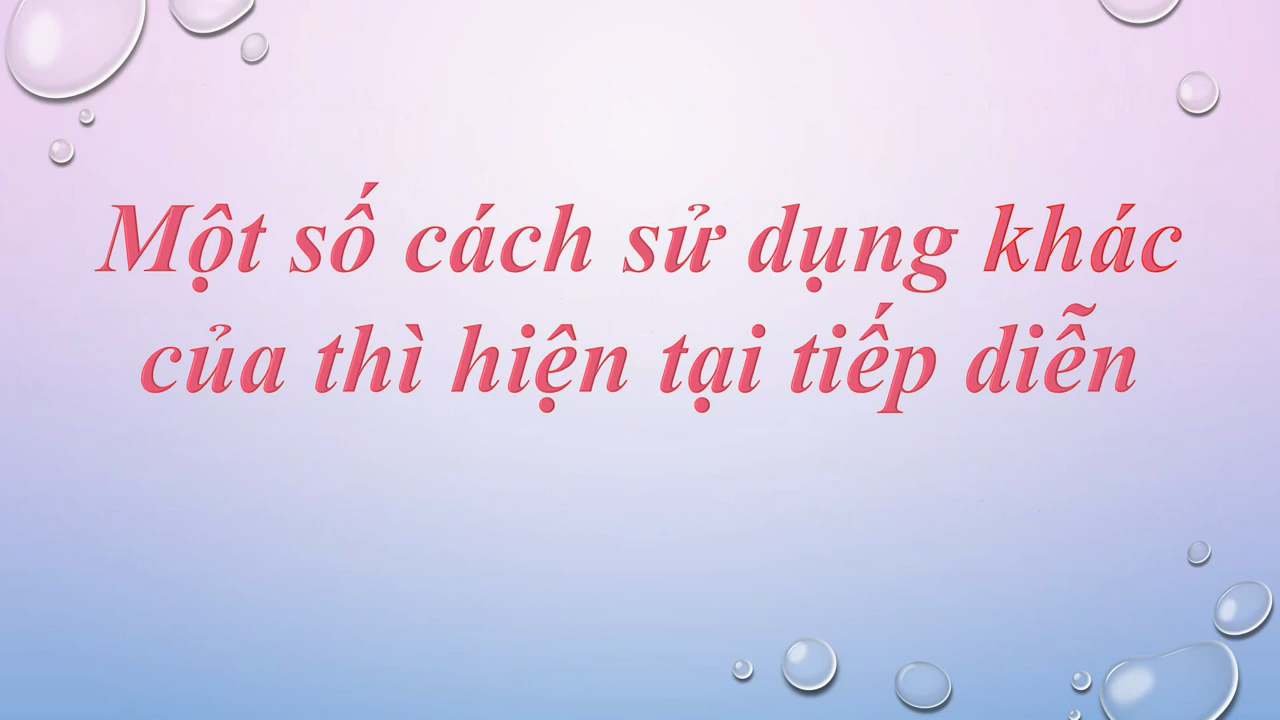 Một số cách sử dụng khác
của thì hiện tại tiếp diễn